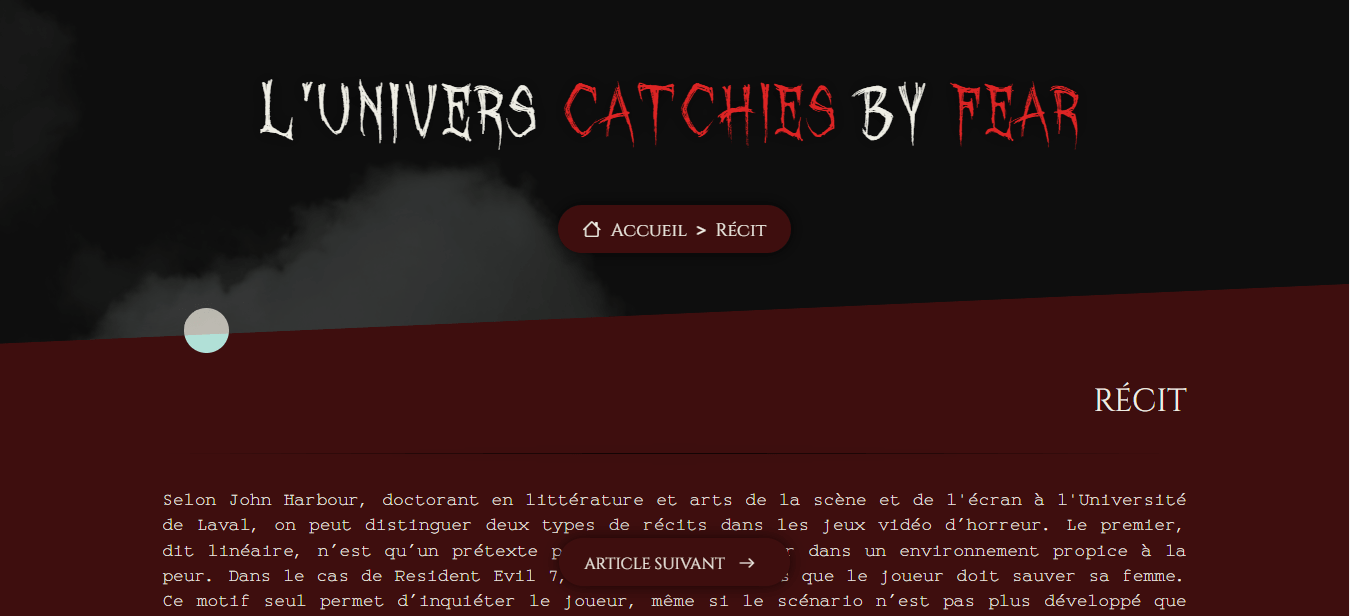 L'UNIVERS CATCHIES BY FEAR
Accueil > Récit
RÉCIT
Selon John Harbour, doctorant en littérature et arts de la scène et de l'écran à l'Université
de Laval, on peut distinguer deux types de récits dans les jeux vidéo d’horreur. Le premier,
dit linéaire, n’est qu’un prétexte dans un environnement propice à la
ARTICLE SUIVANT →
peur. Dans le cas de Resident Evil 7, que le joueur doit sauver sa femme.
Ce motif seul permet d’inquiéter le joueur, même si le scénario n’est pas plus développé que